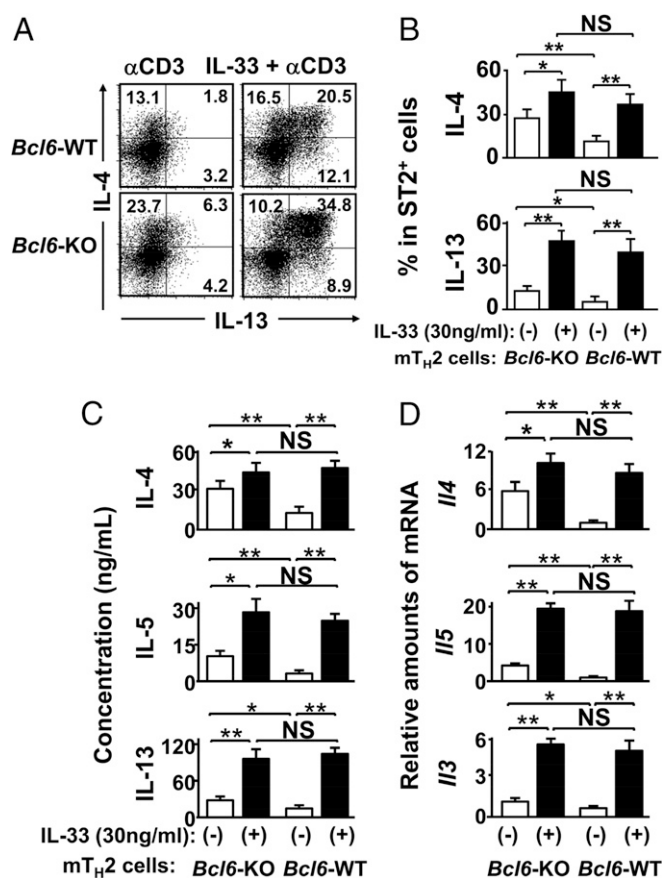 A
αCD3 IL-33 + αCD3
13.1 1.8 16.5 20.5
Bcl6-WT
3.2 12.1
IL-4
23.7 6.3 10.2 34.8
Bcl6-KO
4.2 8.9
IL-13
B
NS
**
* **
60
30
0
IL-4
% in ST2+ cells
NS
*
** **
60
30
0
IL-13
IL-33 (30ng/ml): (-) (+) (-) (+)
mTH2 cells: Bcl6-KO Bcl6-WT
C
Concentration (ng/mL)
** **
* NS
60
30
0
IL-4
** **
* NS
30
15
0
IL-5
* **
** NS
120
60
0
IL-13
IL-33 (30ng/ml): (-) (+) (-) (+)
mTH2 cells: Bcl6-KO Bcl6-WT
D
Relative amounts of mRNA
** **
* NS
12
6
0
Il4
** **
** NS
20
10
0
Il5
* **
** NS
6
3
0
Il3
(-) (+) (-) (+)
Bcl6-KO Bcl6-WT